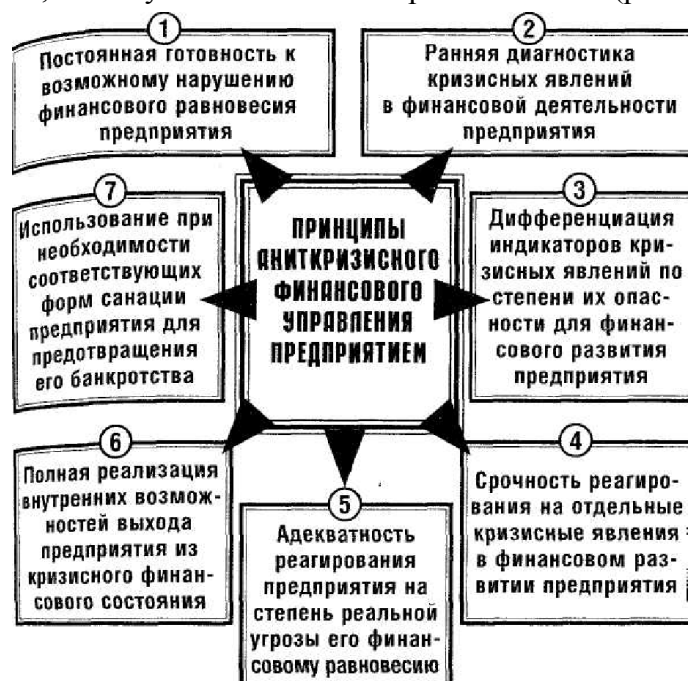 1
Постоянная готовность к
возможному нарушению
финансового равновесия
предприятия
2
Ранняя диагностика
кризисных явлений
в финансовой деятельности
предприятия
ПРИНЦИПЫ
АНИТКРИЗИСНОГО
ФИНАНСОВОГО
УПРАВЛЕНИЯ
ПРЕДПРИЯТИЕМ
3
Дифференциация
индикаторов кри-
зисных явлений по
степени их опас-
ности для финан-
сового развития
предприятия
4
Срочность реагиро-
вания на отдельные
кризисные явления
в финансовом раз-
витии предприятия
5
Адекватность
реагирования
предприятия на
степень реальной
угрозы его финан-
совому равновесию
6
Полная реализация
внутренних возмож-
ностей выхода
предприятия из
кризисного финан-
сового состояния
7
Использование при
необходимости
соответствующих
форм санации
предприятия для
предотвращения
его банкротства